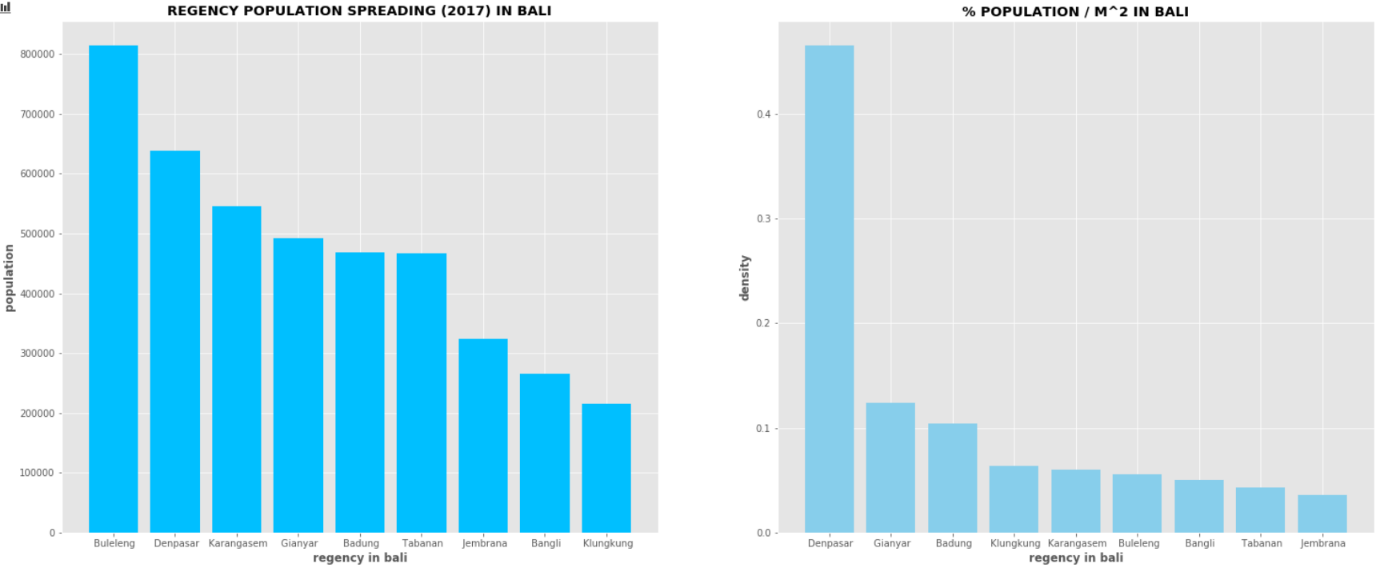 REGENCY POPULATION SPREADING (2017) IN BALI
800000
700000
600000
500000
400000
300000
200000
100000
0
population
Buleleng Denpasar Karangasem Gianyar Badung Tabanan Jembrana Bangli Klungkung
regency in bali
% POPULATION / M^2 IN BALI
0.4
0.3
0.2
0.1
0.0
density
Denpasar Gianyar Badung Klungkung Karangasem Buleleng Bangli Tabanan Jembrana
regency in bali